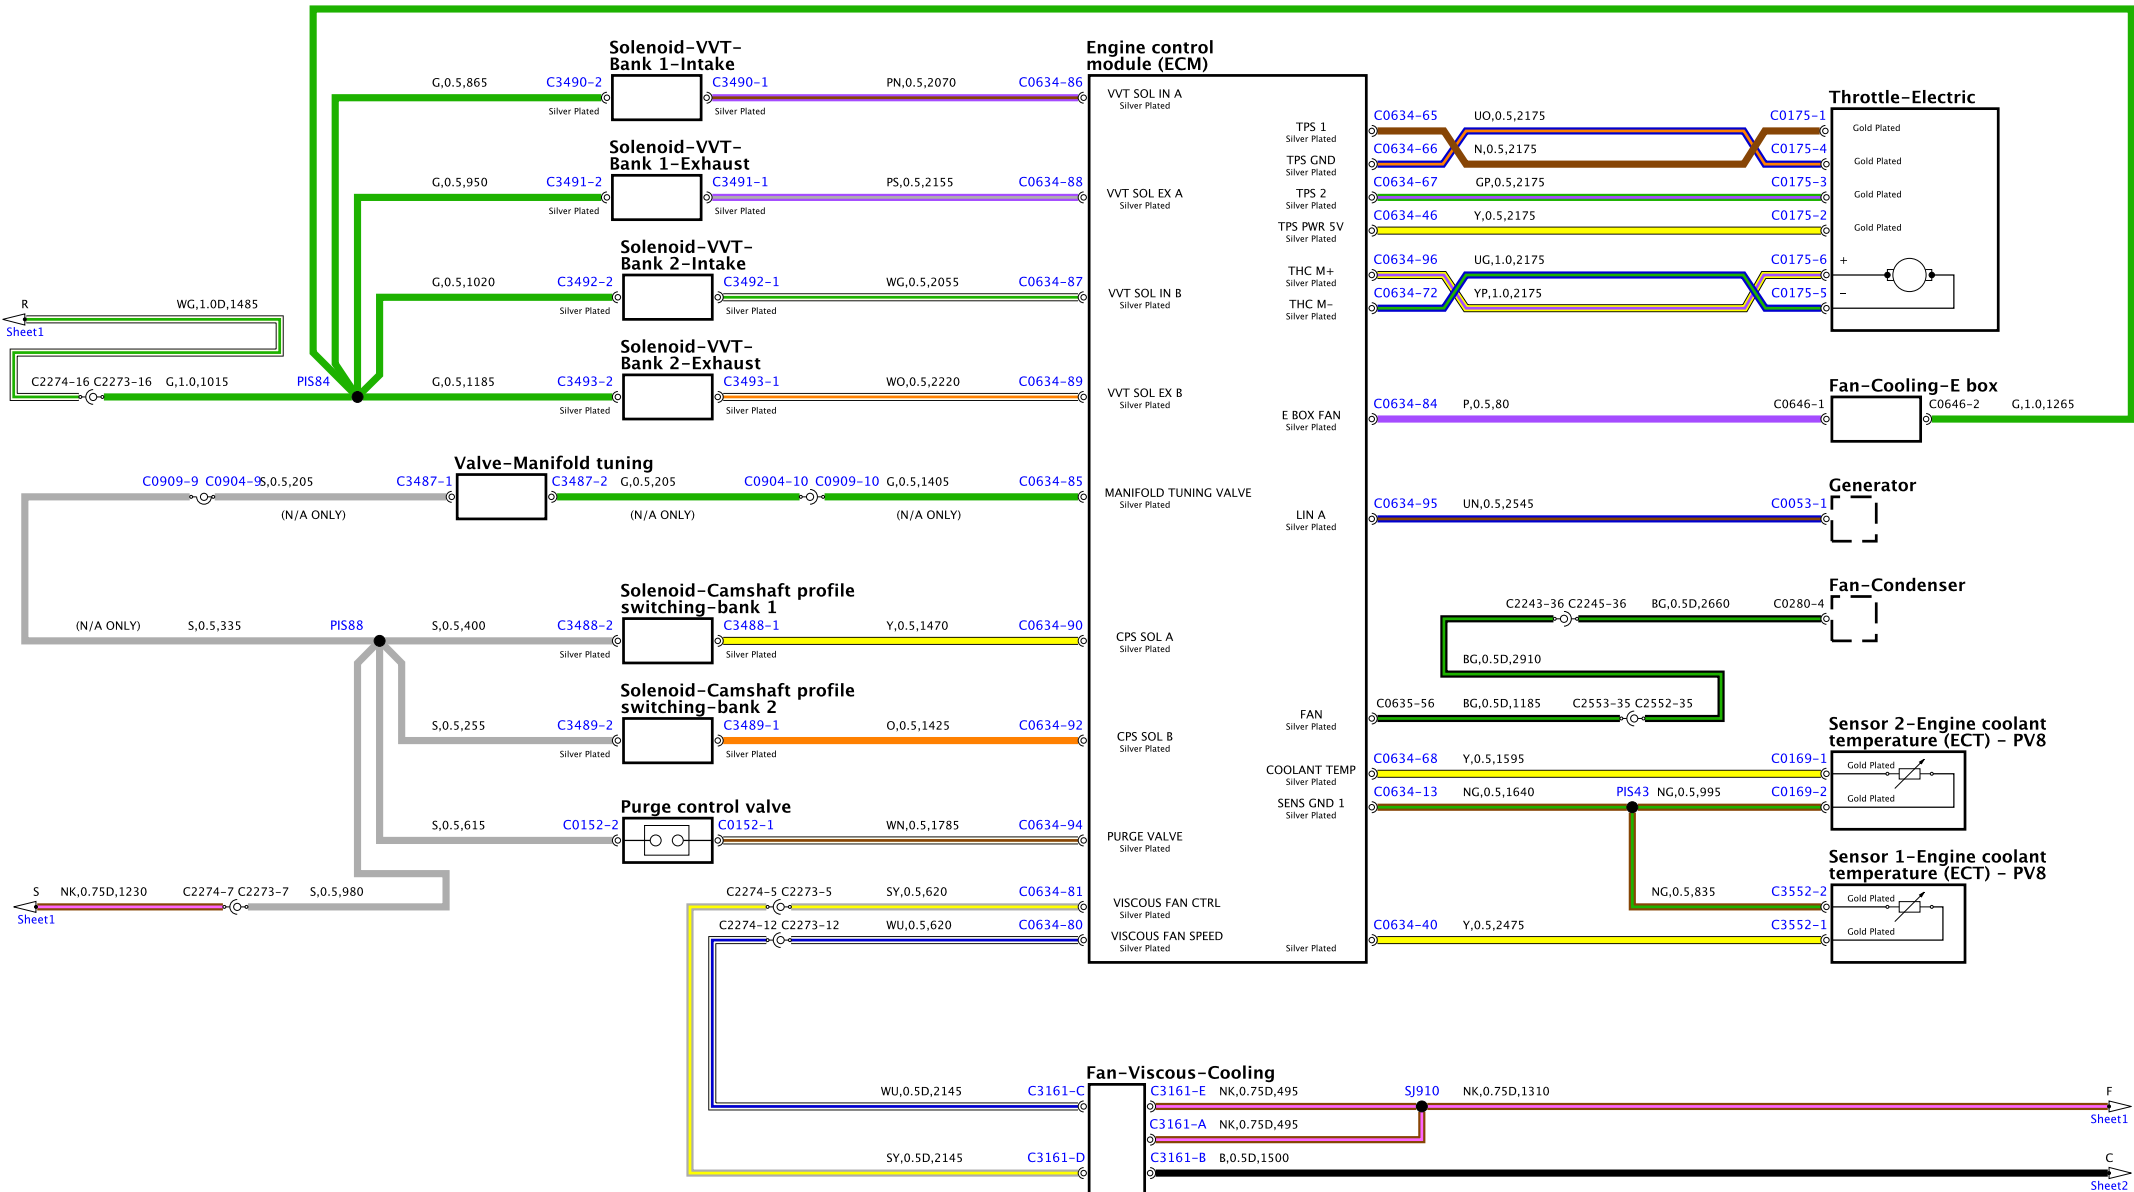 Solenoid-VVT-
Bank 1-Intake
G,0.5,865
C3490-2
C3490-1
PN,0.5,2070
C0634-86
Silver Plated
Silver Plated
Solenoid-VVT-
Bank 1-Exhaust
G,0.5,950
C3491-2
C3491-1
PS,0.5,2155
C0634-88
Silver Plated
Silver Plated
Solenoid-VVT-
Bank 2-Intake
G,0.5,1020
C3492-2
C3492-1
WG,0.5,2055
C0634-87
Silver Plated
Silver Plated
R
WG,1.0D,1485
Sheet1
Solenoid-VVT-
Bank 2-Exhaust
C2274-16 C2273-16
G,1.0,1015
PIS84
G,0.5,1185
C3493-2
C3493-1
WO,0.5,2220
C0634-89
Silver Plated
Silver Plated
Valve-Manifold tuning
C0909-9 C0904-9
S,0.5,205
C3487-1
C3487-2
G,0.5,205
C0904-10 C0909-10
G,0.5,1405
C0634-85
(N/A ONLY)
(N/A ONLY)
(N/A ONLY)
Solenoid-Camshaft profile
switching-bank 1
(N/A ONLY)
S,0.5,335
PIS88
S,0.5,400
C3488-2
C3488-1
Y,0.5,1470
C0634-90
Silver Plated
Silver Plated
Solenoid-Camshaft profile
switching-bank 2
S,0.5,255
C3489-2
C3489-1
O,0.5,1425
C0634-92
Silver Plated
Silver Plated
Purge control valve
S,0.5,615
C0152-2
C0152-1
WN,0.5,1785
C0634-94
S
NK,0.75D,1230
C2274-7 C2273-7
S,0.5,980
Sheet1
C2274-5 C2273-5
SY,0.5,620
C0634-81
C2274-12 C2273-12
WU,0.5,620
C0634-80
Engine control
module (ECM)
VVT SOL IN A
Silver Plated
VVT SOL EX A
Silver Plated
VVT SOL IN B
Silver Plated
VVT SOL EX B
Silver Plated
MANIFOLD TUNING VALVE
Silver Plated
CPS SOL A
Silver Plated
CPS SOL B
Silver Plated
PURGE VALVE
Silver Plated
VISCOUS FAN CTRL
Silver Plated
VISCOUS FAN SPEED
Silver Plated
TPS 1
Silver Plated
TPS GND
Silver Plated
TPS 2
Silver Plated
TPS PWR 5V
Silver Plated
THC M+
Silver Plated
THC M-
Silver Plated
E BOX FAN
Silver Plated
LIN A
Silver Plated
FAN
Silver Plated
COOLANT TEMP
Silver Plated
SENS GND 1
Silver Plated
Silver Plated
Throttle-Electric
C0634-65
UO,0.5,2175
C0175-1
Gold Plated
C0634-66
N,0.5,2175
C0175-4
Gold Plated
C0634-67
GP,0.5,2175
C0175-3
Gold Plated
C0634-46
Y,0.5,2175
C0175-2
Gold Plated
C0634-96
UG,1.0,2175
C0175-6
+
C0634-72
YP,1.0,2175
C0175-5
-
Fan-Cooling-E box
C0634-84
P,0.5,80
C0646-1
C0646-2
G,1.0,1265
Generator
C0634-95
UN,0.5,2545
C0053-1
Fan-Condenser
C2243-36 C2245-36
BG,0.5D,2660
C0280-4
BG,0.5D,2910
C0635-56
BG,0.5D,1185
C2553-35 C2552-35
Sensor 2-Engine coolant
temperature (ECT) - PV8
C0634-68
Y,0.5,1595
C0169-1
Gold Plated
C0634-13
NG,0.5,1640
PIS43
NG,0.5,995
C0169-2
Gold Plated
Sensor 1-Engine coolant
temperature (ECT) - PV8
NG,0.5,835
C3552-2
Gold Plated
C0634-40
Y,0.5,2475
C3552-1
Gold Plated
Fan-Viscous-Cooling
WU,0.5D,2145
C3161-C
C3161-E
NK,0.75D,495
SJ910
NK,0.75D,1310
F
Sheet1
C3161-A
NK,0.75D,495
SY,0.5D,2145
C3161-D
C3161-B
B,0.5D,1500
C
Sheet2